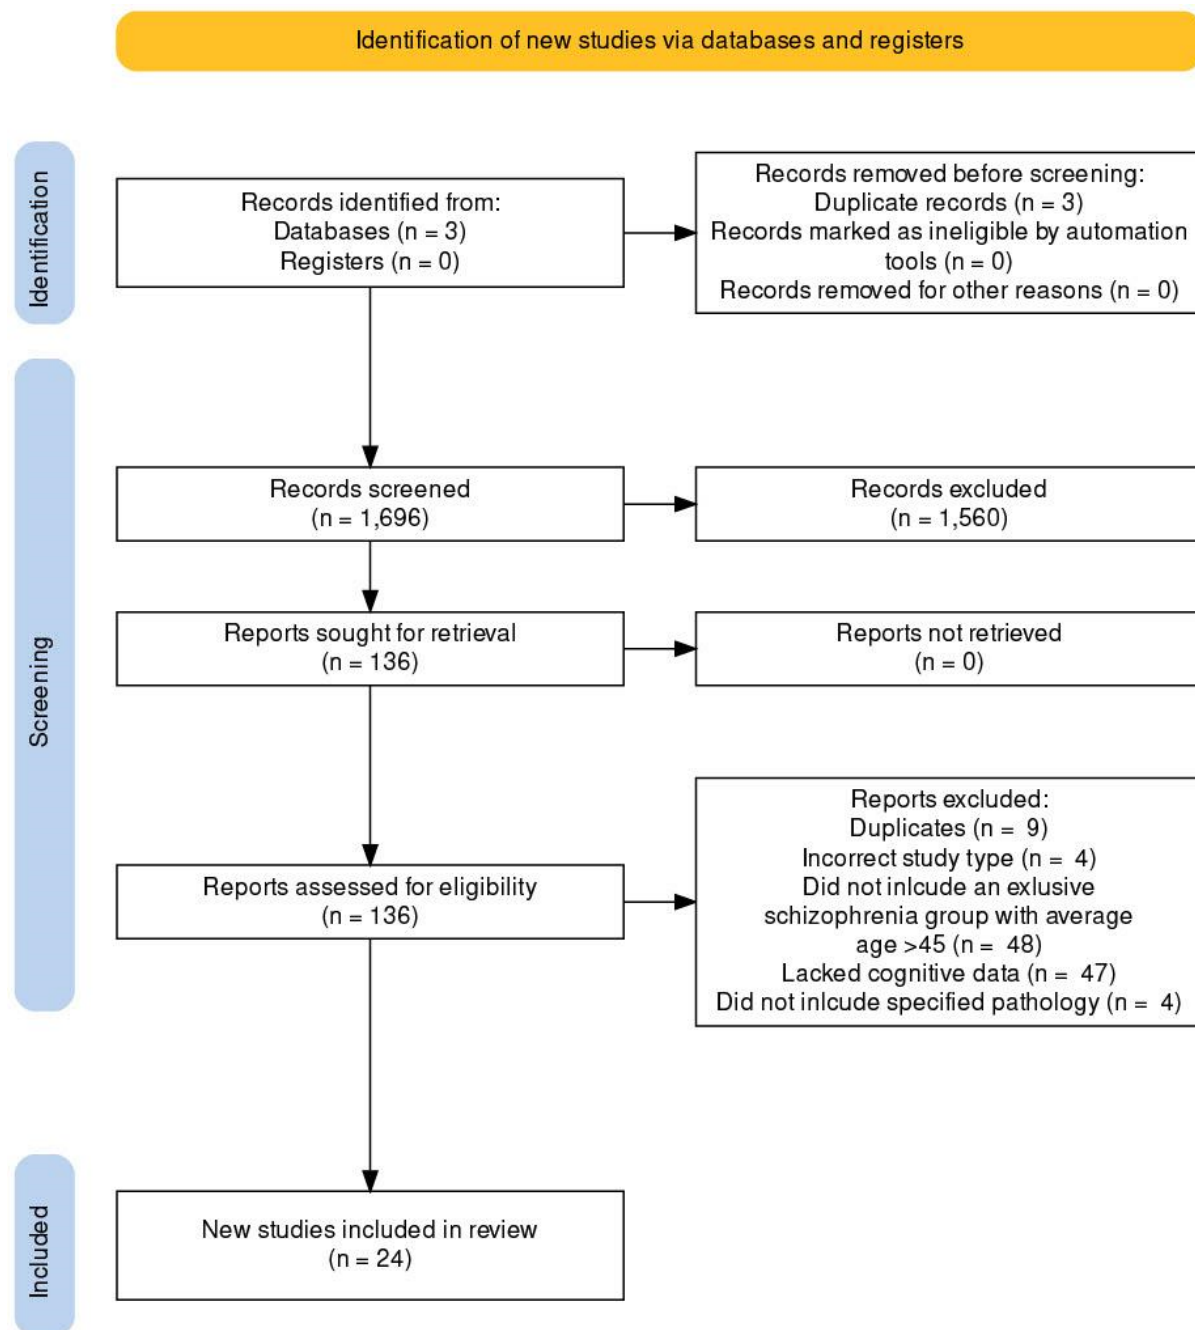 Identification of new studies via databases and registers
Identification
Records identified from:
Databases (n = 3)
Registers (n = 0)
Records removed before screening:
Duplicate records (n = 3)
Records marked as ineligible by automation
tools (n = 0)
Records removed for other reasons (n = 0)
Screening
Records screened
(n = 1,696)
Records excluded
(n = 1,560)
Reports sought for retrieval
(n = 136)
Reports not retrieved
(n = 0)
Reports assessed for eligibility
(n = 136)
Reports excluded:
Duplicates (n = 9)
Incorrect study type (n = 4)
Did not inlcude an exlusive
schizophrenia group with average
age >45 (n = 48)
Lacked cognitive data (n = 47)
Did not inlcude specified pathology (n = 4)
Included
New studies included in review
(n = 24)